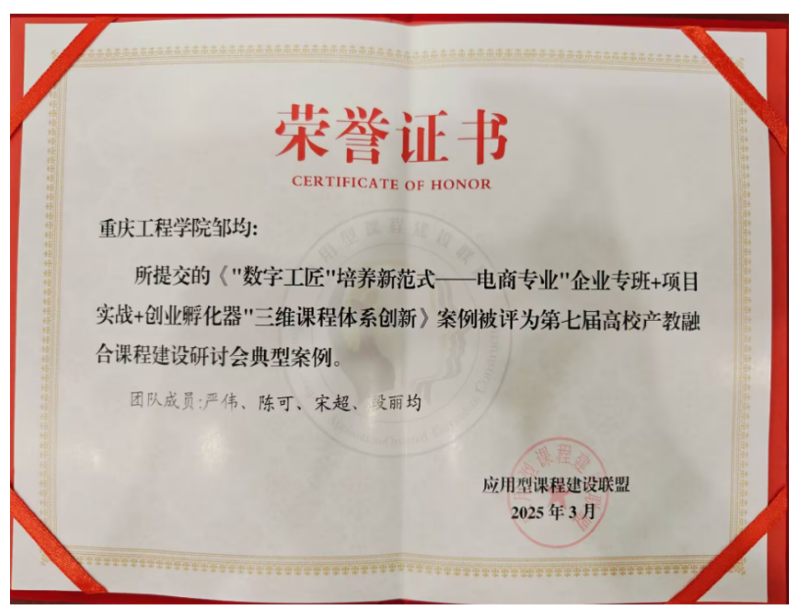 荣誉证书
CERTIFICATE OF HONOR
重庆工程学院邹均:
所提交的《"数字工匠"培养新范式——电商专业"企业专班+项目
实战+创业孵化器"三维课程体系创新》案例被评为第七届高校产教融
合课程建设研讨会典型案例。
团队成员:严伟、陈可、宋超、段丽均
应用型课程建设联盟
2025年3月